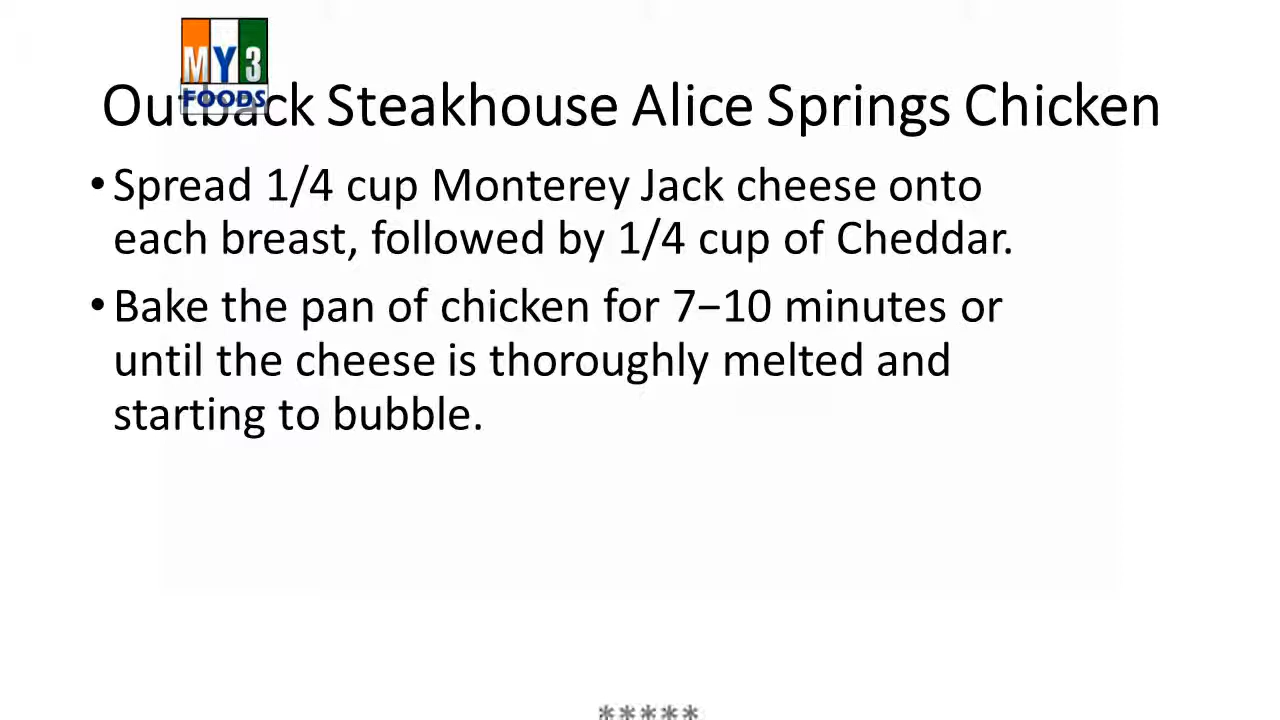 MY3
FOODS
Outback Steakhouse Alice Springs Chicken
• Spread 1/4 cup Monterey Jack cheese onto
each breast, followed by 1/4 cup of Cheddar.
• Bake the pan of chicken for 7–10 minutes or
until the cheese is thoroughly melted and
starting to bubble.
*****